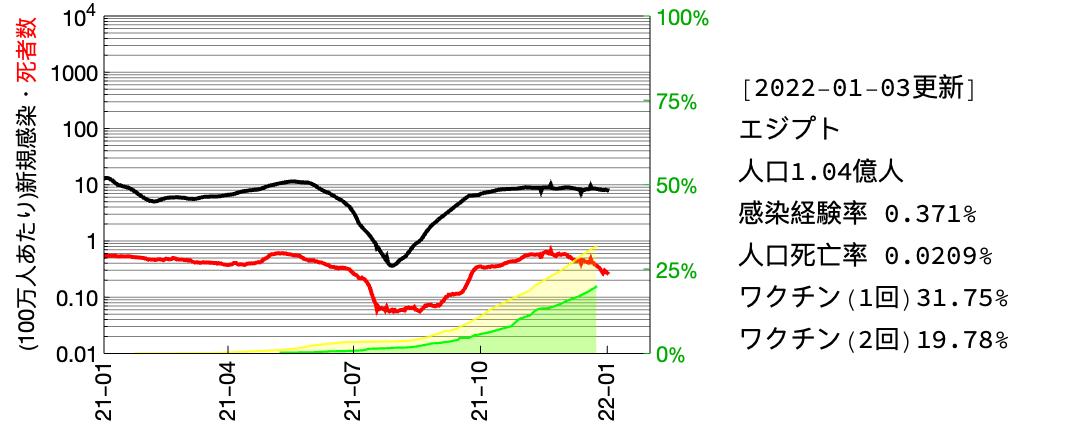 (100万人あたり)新規感染・死者数
10⁴
1000
100
10
1
0.10
0.01
100%
75%
50%
25%
0%
21-01
21-04
21-07
21-10
22-01
[2022-01-03更新]
エジプト
人口1.04億人
感染経験率 0.371%
人口死亡率 0.0209%
ワクチン(1回)31.75%
ワクチン(2回)19.78%